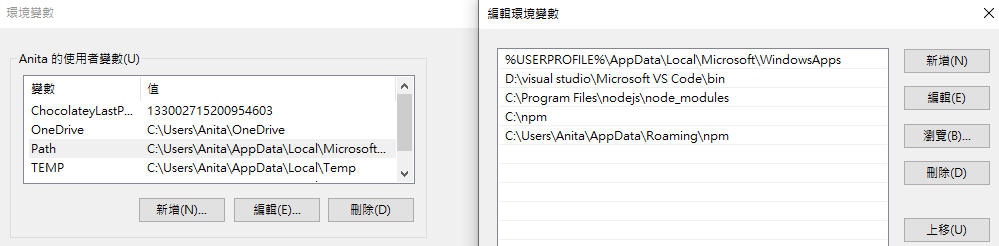 環境變數
Anita 的使用者變數(U)
變數 值
ChocolateyLastP... 133002715200954603
OneDrive C:\Users\Anita\OneDrive
Path C:\Users\Anita\AppData\Local\Microsoft...
TEMP C:\Users\Anita\AppData\Local\Temp
新增(N)... 編輯(E)... 刪除(D)
編輯環境變數
%USERPROFILE%\AppData\Local\Microsoft\WindowsApps
D:\visual studio\Microsoft VS Code\bin
C:\Program Files\nodejs\node_modules
C:\npm
C:\Users\Anita\AppData\Roaming\npm
新增(N)
編輯(E)
瀏覽(B)...
刪除(D)
上移(U)